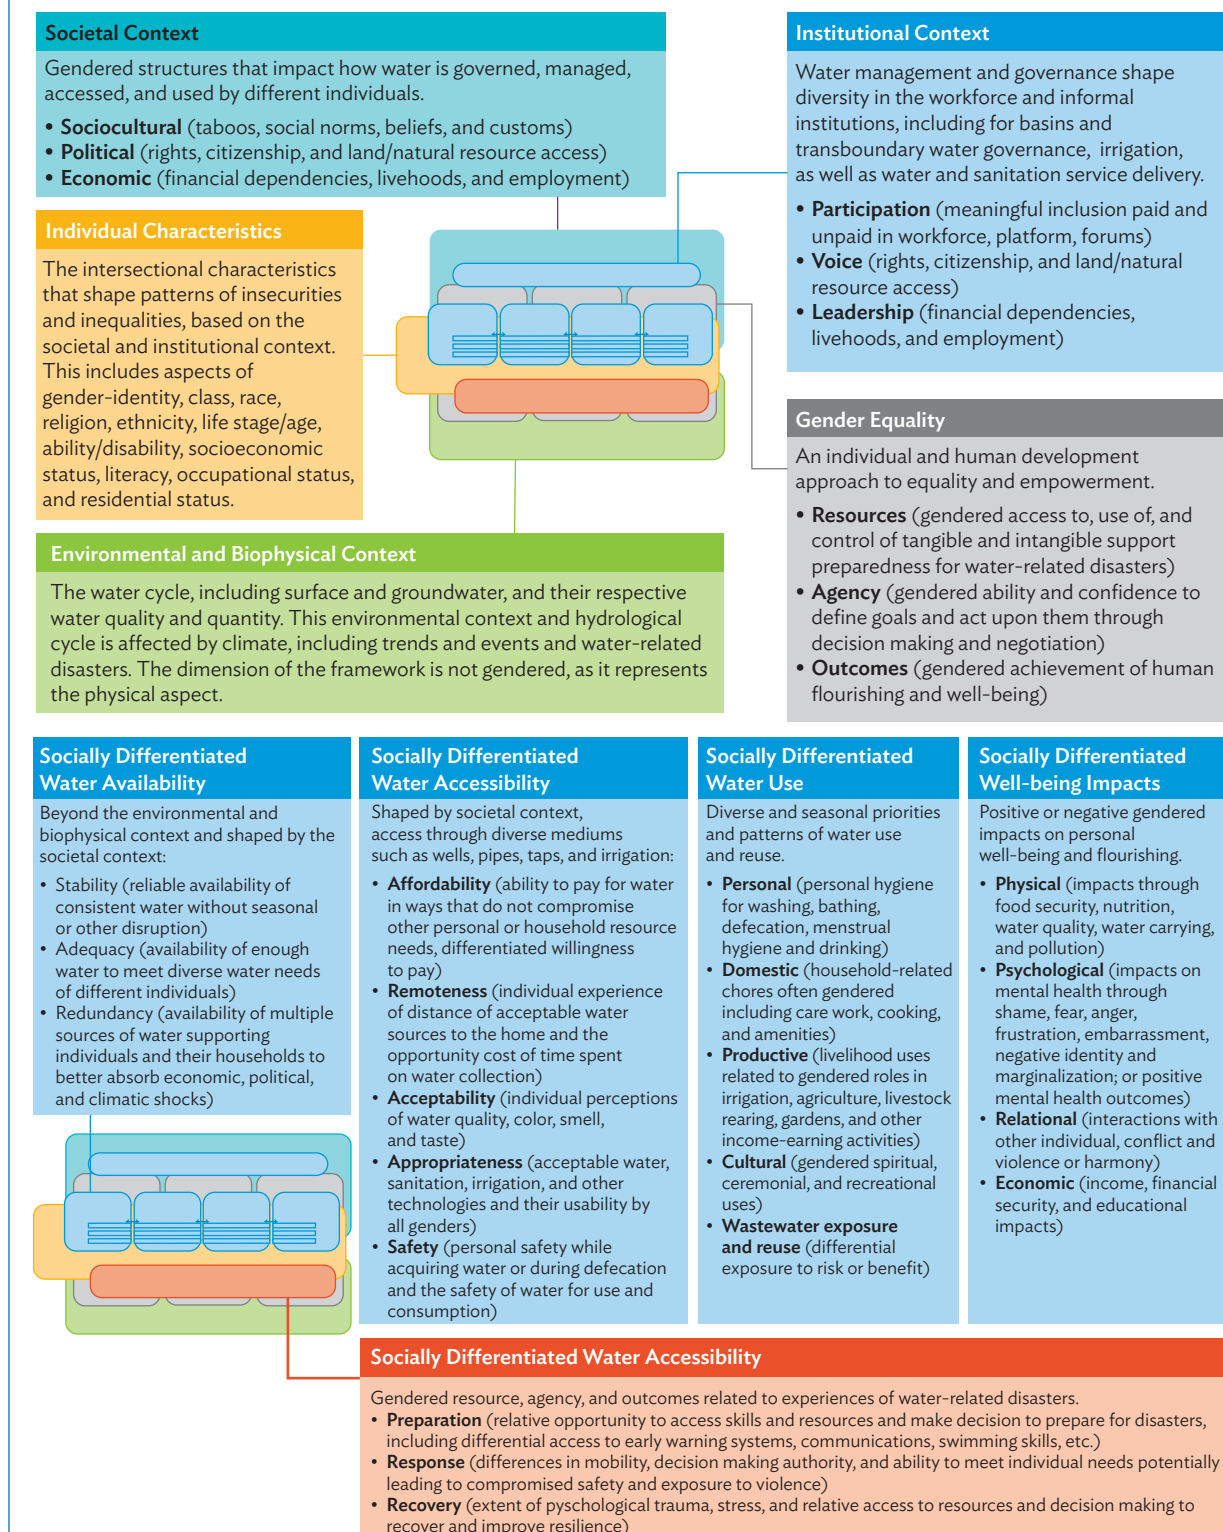 Societal Context
Gendered structures that impact how water is governed, managed,
accessed, and used by different individuals.
• Sociocultural (taboos, social norms, beliefs, and customs)
• Political (rights, citizenship, and land/natural resource access)
• Economic (financial dependencies, livehoods, and employment)
Institutional Context
Water management and governance shape
diversity in the workforce and informal
institutions, including for basins and
transboundary water governance, irrigation,
as well as water and sanitation service delivery.
• Participation (meaningful inclusion paid and
unpaid in workforce, platform, forums)
• Voice (rights, citizenship, and land/natural
resource access)
• Leadership (financial dependencies,
livehoods, and employment)
Individual Characteristics
The intersectional characteristics
that shape patterns of insecurities
and inequalities, based on the
societal and institutional context.
This includes aspects of
gender-identity, class, race,
religion, ethnicity, life stage/age,
ability/disability, socioeconomic
status, literacy, occupational status,
and residential status.
Gender Equality
An individual and human development
approach to equality and empowerment.
• Resources (gendered access to, use of, and
control of tangible and intangible support
preparedness for water-related disasters)
• Agency (gendered ability and confidence to
define goals and act upon them through
decision making and negotiation)
• Outcomes (gendered achievement of human
flourishing and well-being)
Environmental and Biophysical Context
The water cycle, including surface and groundwater, and their respective
water quality and quantity. This environmental context and hydrological
cycle is affected by climate, including trends and events and water-related
disasters. The dimension of the framework is not gendered, as it represents
the physical aspect.
Socially Differentiated
Water Availability
Beyond the environmental and
biophysical context and shaped by the
societal context:
• Stability (reliable availability of
consistent water without seasonal
or other disruption)
• Adequacy (availability of enough
water to meet diverse water needs
of different individuals)
• Redundancy (availability of multiple
sources of water supporting
individuals and their households to
better absorb economic, political,
and climatic shocks)
Socially Differentiated
Water Accessibility
Shaped by societal context,
access through diverse mediums
such as wells, pipes, taps, and irrigation:
• Affordability (ability to pay for water
in ways that do not compromise
other personal or household resource
needs, differentiated willingness
to pay)
• Remoteness (individual experience
of distance of acceptable water
sources to the home and the
opportunity cost of time spent
on water collection)
• Acceptability (individual perceptions
of water quality, color, smell,
and taste)
• Appropriateness (acceptable water,
sanitation, irrigation, and other
technologies and their usability by
all genders)
• Safety (personal safety while
acquiring water or during defecation
and the safety of water for use and
consumption)
Socially Differentiated
Water Use
Diverse and seasonal priorities
and patterns of water use
and reuse.
• Personal (personal hygiene
for washing, bathing,
defecation, menstrual
hygiene and drinking)
• Domestic (household-related
chores often gendered
including care work, cooking,
and amenities)
• Productive (livelihood uses
related to gendered roles in
irrigation, agriculture, livestock
rearing, gardens, and other
income-earning activities)
• Cultural (gendered spiritual,
ceremonial, and recreational
uses)
• Wastewater exposure
and reuse (differential
exposure to risk or benefit)
Socially Differentiated
Well-being Impacts
Positive or negative gendered
impacts on personal
well-being and flourishing.
• Physical (impacts through
food security, nutrition,
water quality, water carrying,
and pollution)
• Psychological (impacts on
mental health through
shame, fear, anger,
frustration, embarrassment,
negative identity and
marginalization; or positive
mental health outcomes)
• Relational (interactions with
other individual, conflict and
violence or harmony)
• Economic (income, financial
security, and educational
impacts)
Socially Differentiated Water Accessibility
Gendered resource, agency, and outcomes related to experiences of water-related disasters.
• Preparation (relative opportunity to access skills and resources and make decision to prepare for disasters,
including differential access to early warning systems, communications, swimming skills, etc.)
• Response (differences in mobility, decision making authority, and ability to meet individual needs potentially
leading to compromised safety and exposure to violence)
• Recovery (extent of pyschological trauma, stress, and relative access to resources and decision making to
recover and improve resilience)